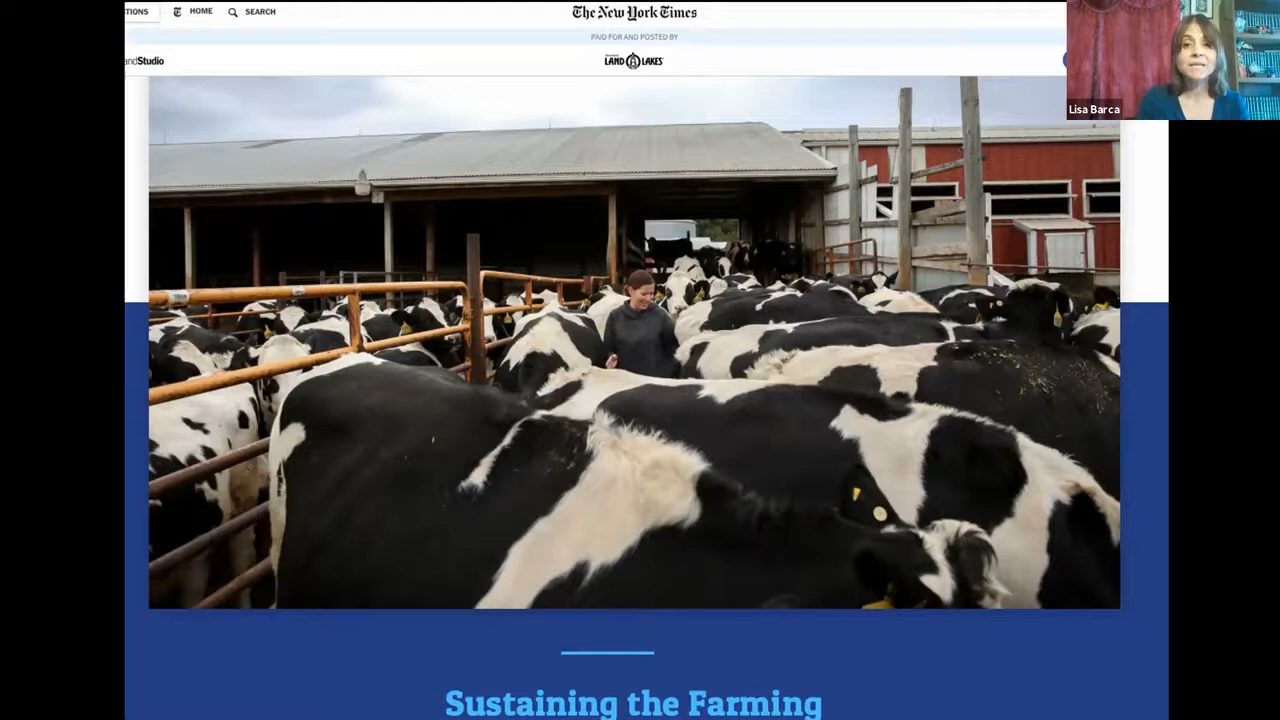 TIONS HOME SEARCH
The New York Times
PAID FOR AND POSTED BY
andStudio
LAND LAKES
Lisa Barca
Sustaining the Farming